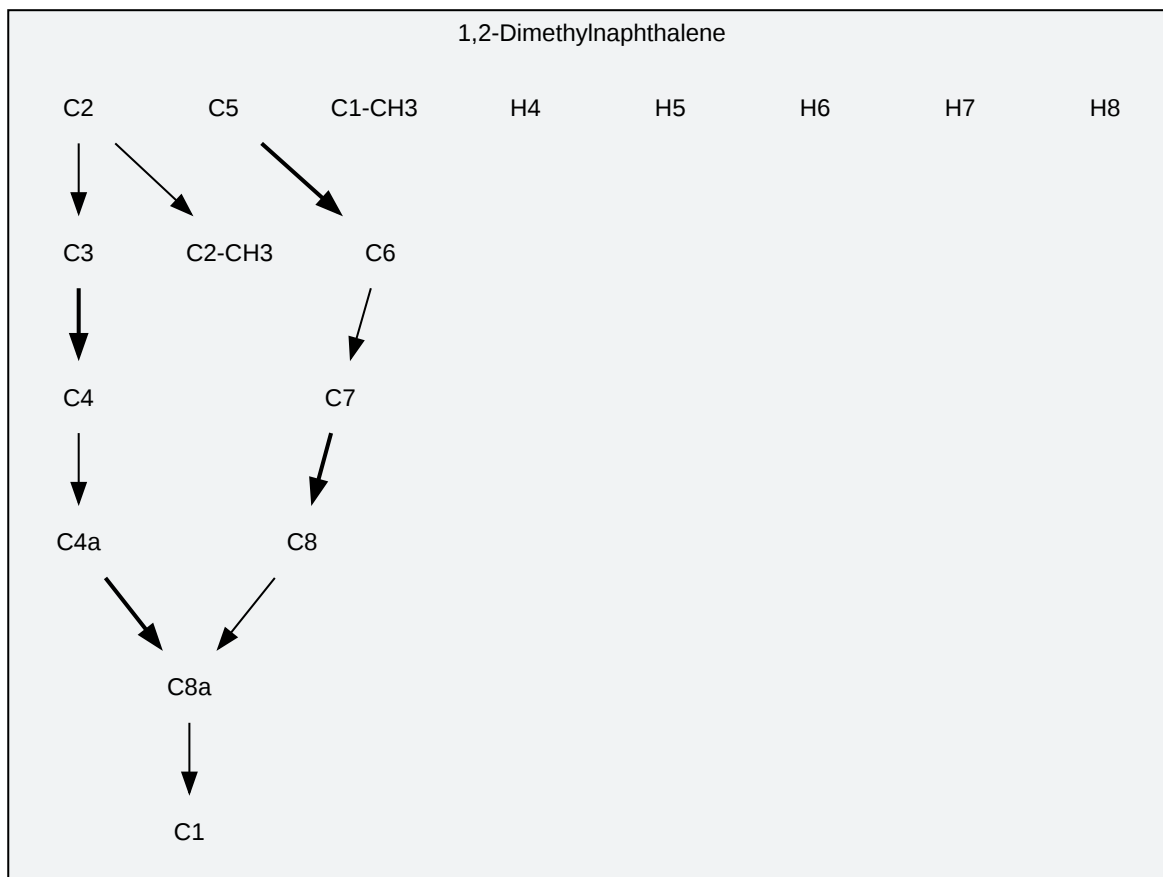 1,2-Dimethylnaphthalene
C2 C5 C1-CH3 H4 H5 H6 H7 H8
C3 C2-CH3 C6
C4 C7
C4a C8
C8a
C1